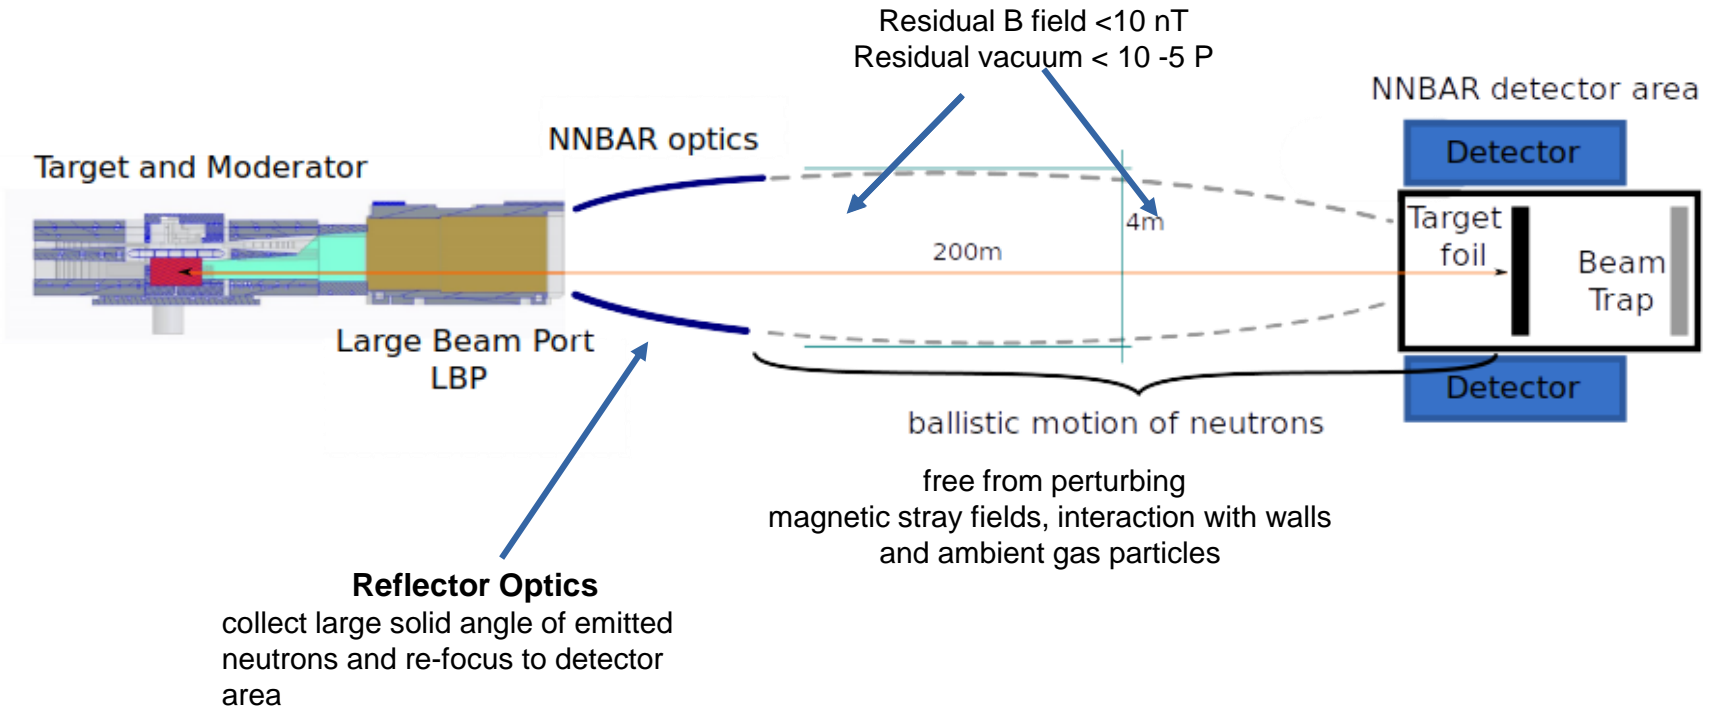 Residual B field <10 nT
Residual vacuum < 10 -5 P
NNBAR detector area
NNBAR optics
Detector
Target and Moderator
Target
foil
4m
200m
Beam
Trap
Large Beam Port
LBP
Detector
ballistic motion of neutrons
free from perturbing
magnetic stray fields, interaction with walls
and ambient gas particles
Reflector Optics
collect large solid angle of emitted
neutrons and re-focus to detector
area